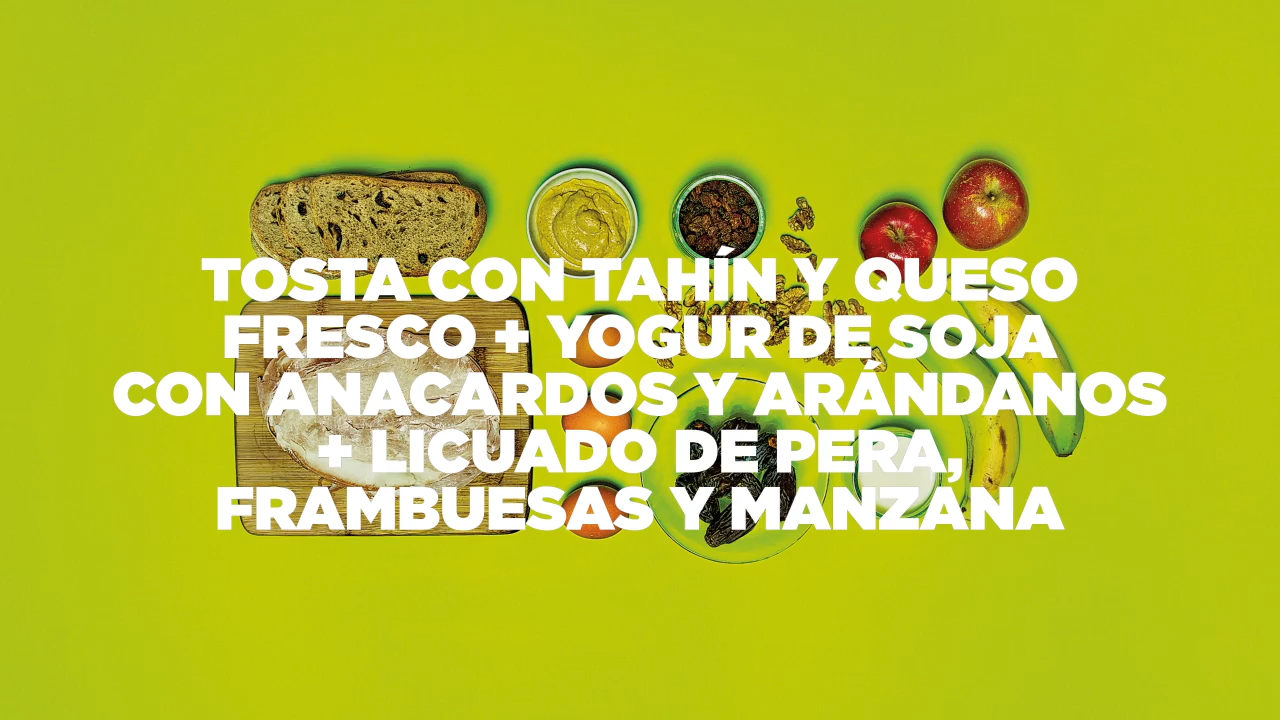 TOSTA CON TAHÍN Y QUESO
FRESCO + YOGUR DE SOJA
CON ANACARDOS Y ARÁNDANOS
+ LICUADO DE PERA,
FRAMBUESAS Y MANZANA